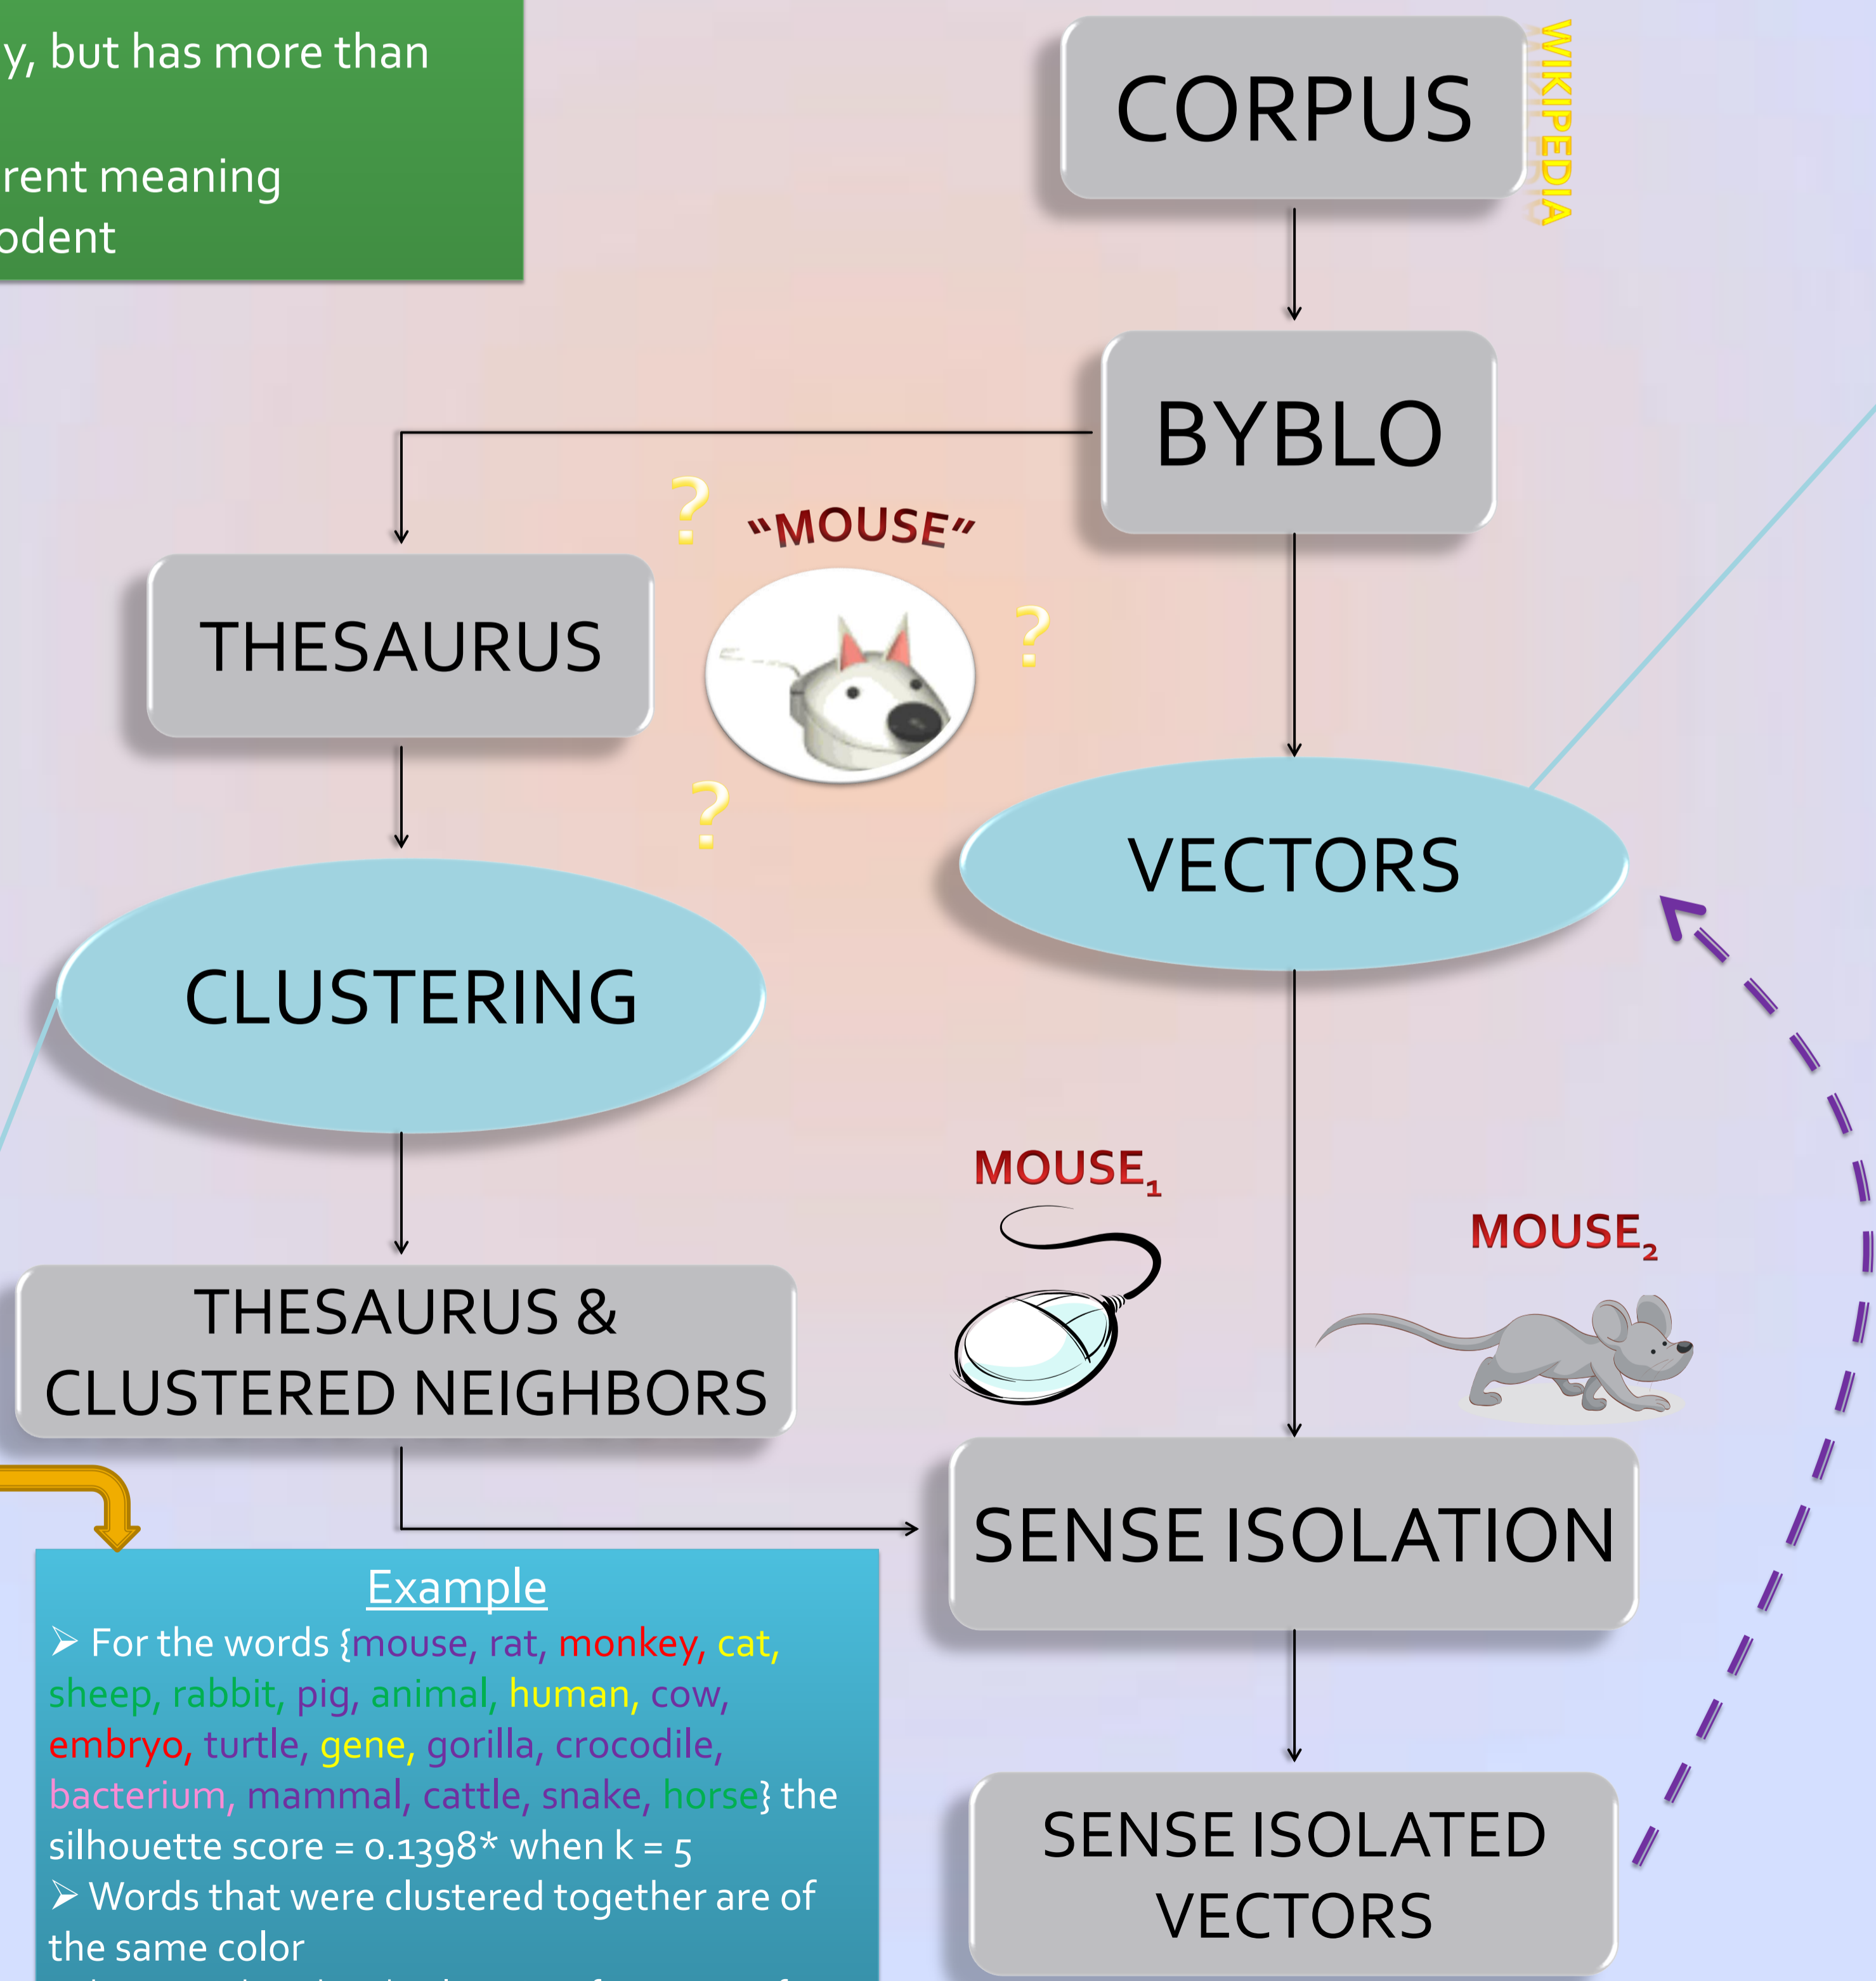 y, but has more than
rent meaning
odent
CORPUS
WIKIPEDIA
BYBLO
"MOUSE"
?
?
?
THESAURUS
VECTORS
CLUSTERING
MOUSE₁
MOUSE₂
THESAURUS &
CLUSTERED NEIGHBORS
SENSE ISOLATION
Example
➢ For the words {mouse, rat, monkey, cat,
sheep, rabbit, pig, animal, human, cow,
embryo, turtle, gene, gorilla, crocodile,
bacterium, mammal, cattle, snake, horse} the
silhouette score = 0.1398* when k = 5
➢ Words that were clustered together are of
the same color
SENSE ISOLATED
VECTORS